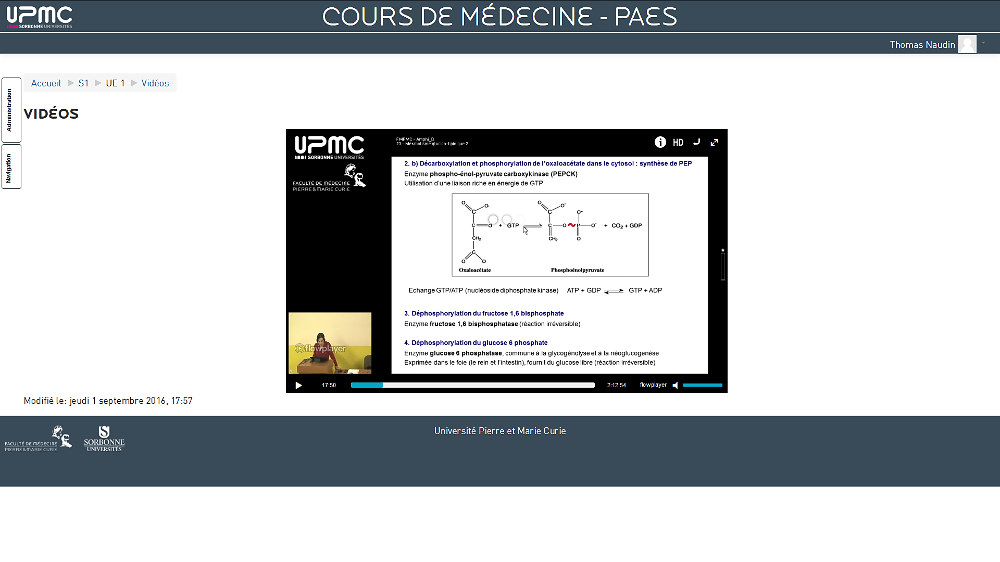 UPMC
SORBONNE UNIVERSITÉS
COURS DE MÉDECINE - PAES
Thomas Naudin
Accueil S1 UE 1 Vidéos
Administration
Navigation
VIDÉOS
UPMC
SORBONNE UNIVERSITÉS
FACULTÉ DE MÉDECINE
PIERRE & MARIE CURIE
FMPMC - Amphi_D
23 - Métabolisme glucido-lipidique 2
HD
2. b) Décarboxylation et phosphorylation de l'oxaloacétate dans le cytosol : synthèse de PEP
Enzyme phospho-énol-pyruvate carboxykinase (PEPCK)
Utilisation d'une liaison riche en énergie de GTP
O O- O O-
C C O-
C O + GTP C O P O- + CO2 + GDP
CH2 CH2 O
C
O O
Oxaloacétate Phosphoénolpyruvate
Echange GTP/ATP (nucléoside diphosphate kinase) ATP + GDP GTP + ADP
3. Déphosphorylation du fructose 1,6 bisphosphate
Enzyme fructose 1,6 bisphosphatase (réaction irréversible)
4. Déphosphorylation du glucose 6 phosphate
Enzyme glucose 6 phosphatase, commune à la glycogénolyse et à la néoglucogenèse
Exprimée dans le foie (le rein et l'intestin), fournit du glucose libre (réaction irréversible)
flowplayer
17:50 2:12:54 flowplayer
Modifié le: jeudi 1 septembre 2016, 17:57
FACULTÉ DE MÉDECINE
PIERRE & MARIE CURIE
S
SORBONNE
UNIVERSITÉS
Université Pierre et Marie Curie